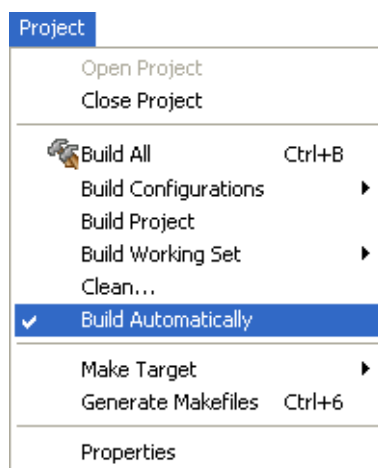 Project
Open Project
Close Project
Build All Ctrl+B
Build Configurations
Build Project
Build Working Set
Clean...
Build Automatically
Make Target
Generate Makefiles Ctrl+6
Properties